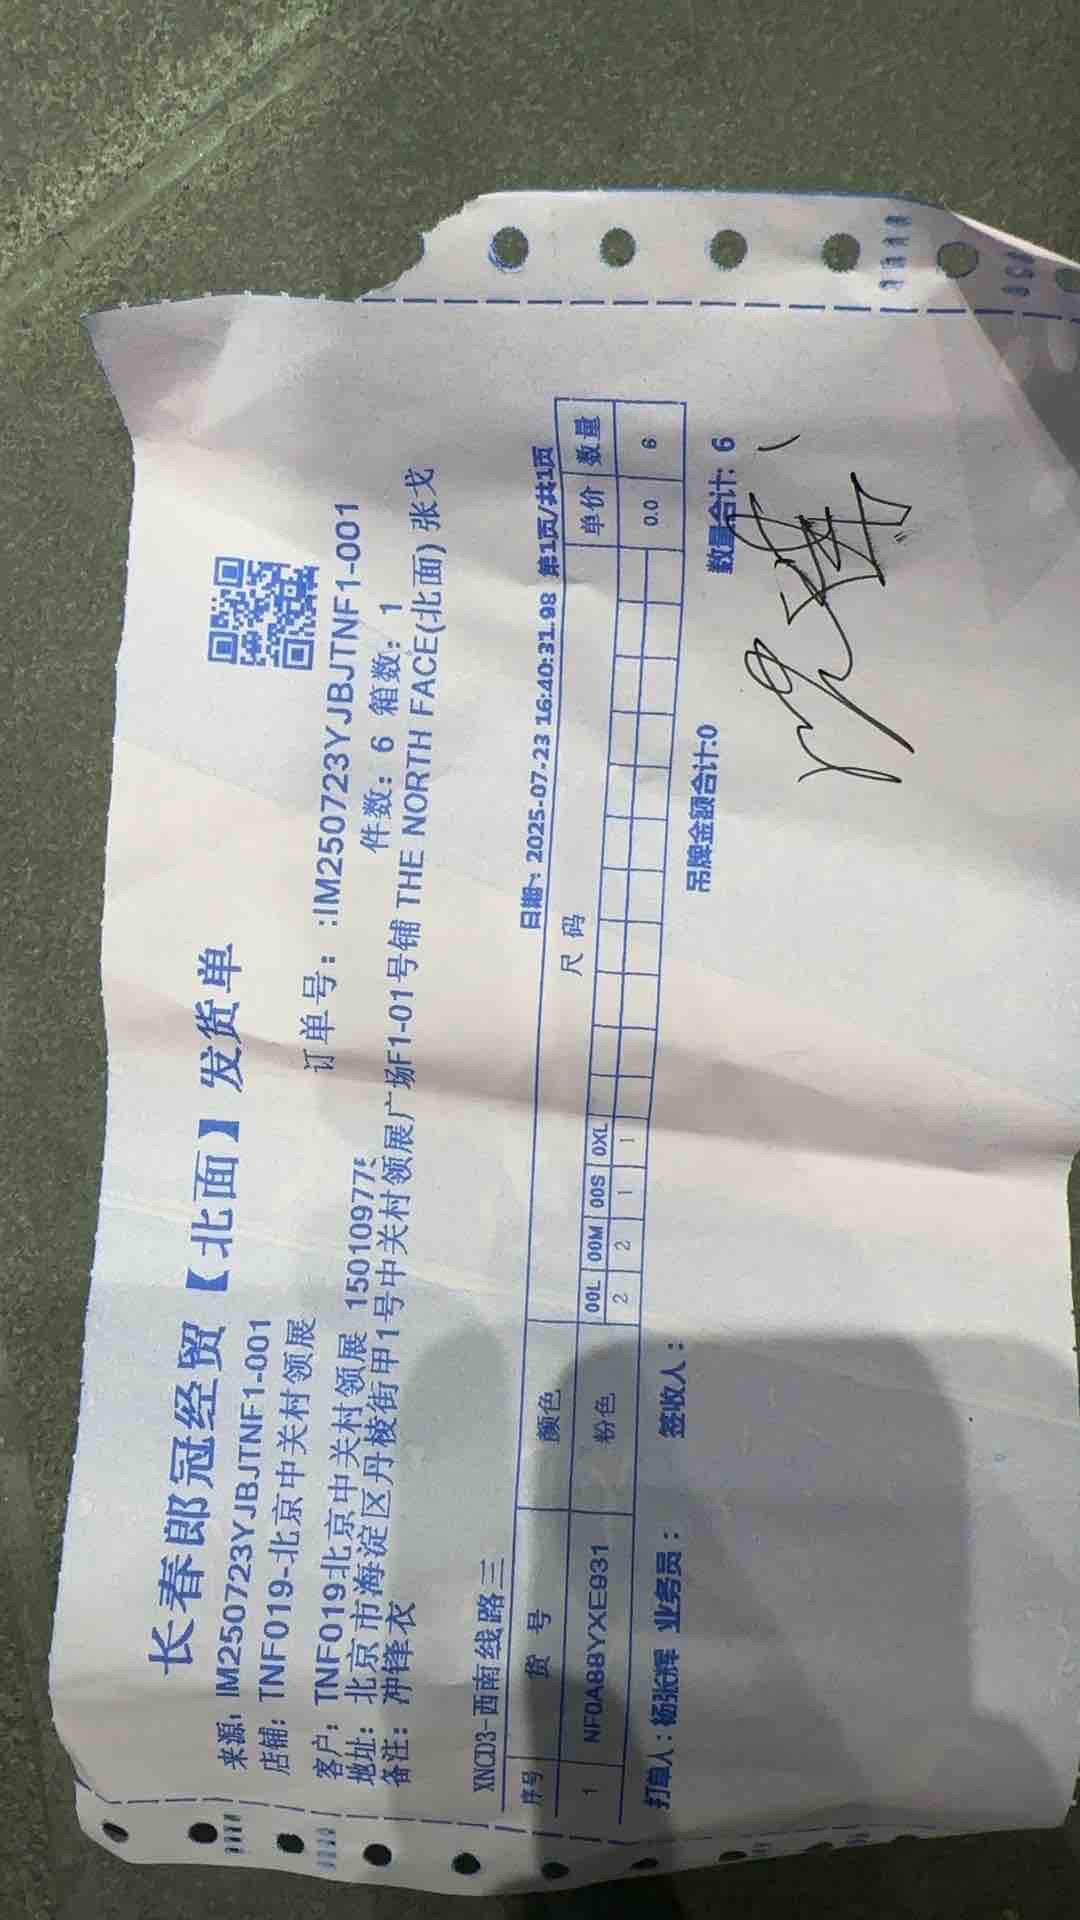 长春郎冠经贸【北面】发货单
来源: IM250723YJBJTNF1-001
店铺: TNF019-北京中关村领展
订单号: :IM250723YJBJTNF1-001
客户: TNF019北京中关村领展 150109775
件数: 6 箱数: 1
地址: 北京市海淀区丹棱街甲1号中关村领展广场F1-01号铺 THE NORTH FACE(北面) 张戈
备注: 冲锋衣
XNCD3-西南线路三
日期: 2025-07-23 16:40:31.98 第1页/共1页
序号 货号 颜色 尺码 单价 数量
00L 00M 00S 0XL
1 NF0A88YXE931 粉色 2 2 1 1 0.0 6
吊牌金额合计:0 数量合计: 6
打单人: 杨张辉 业务员: 签收人: